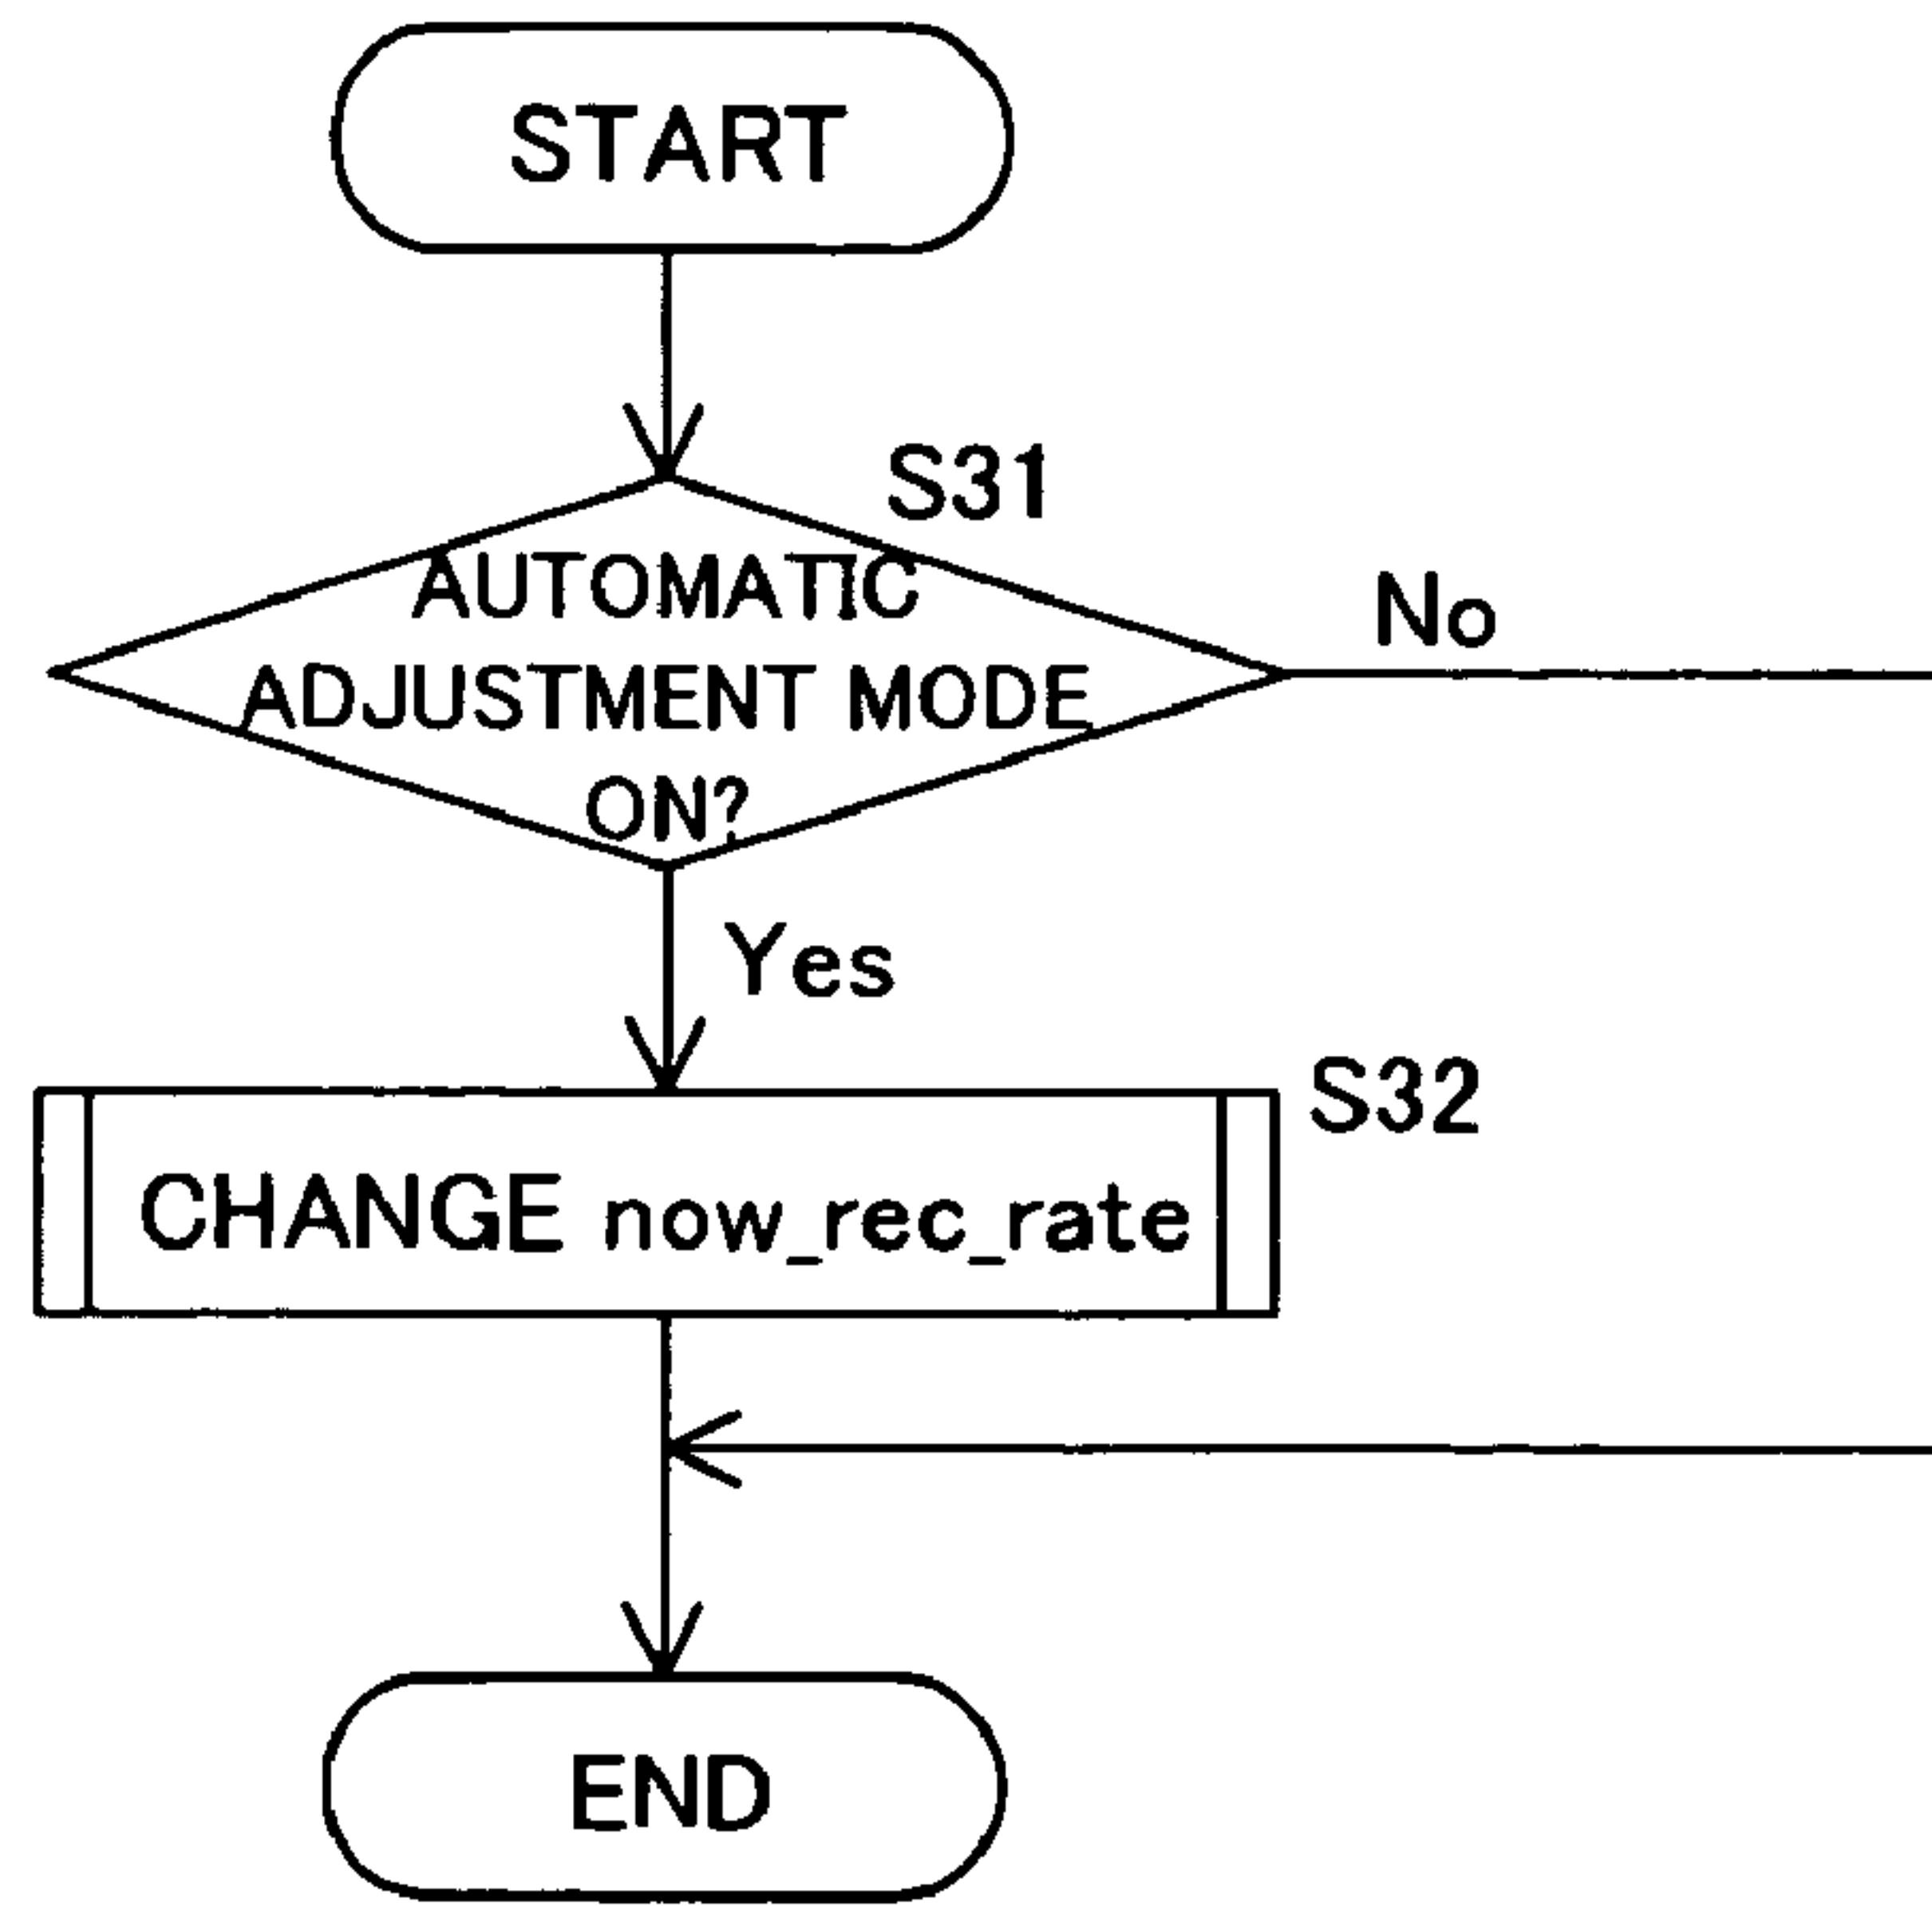 START
S31
AUTOMATIC
ADJUSTMENT MODE
ON?
No
Yes
S32
CHANGE now_rec_rate
END